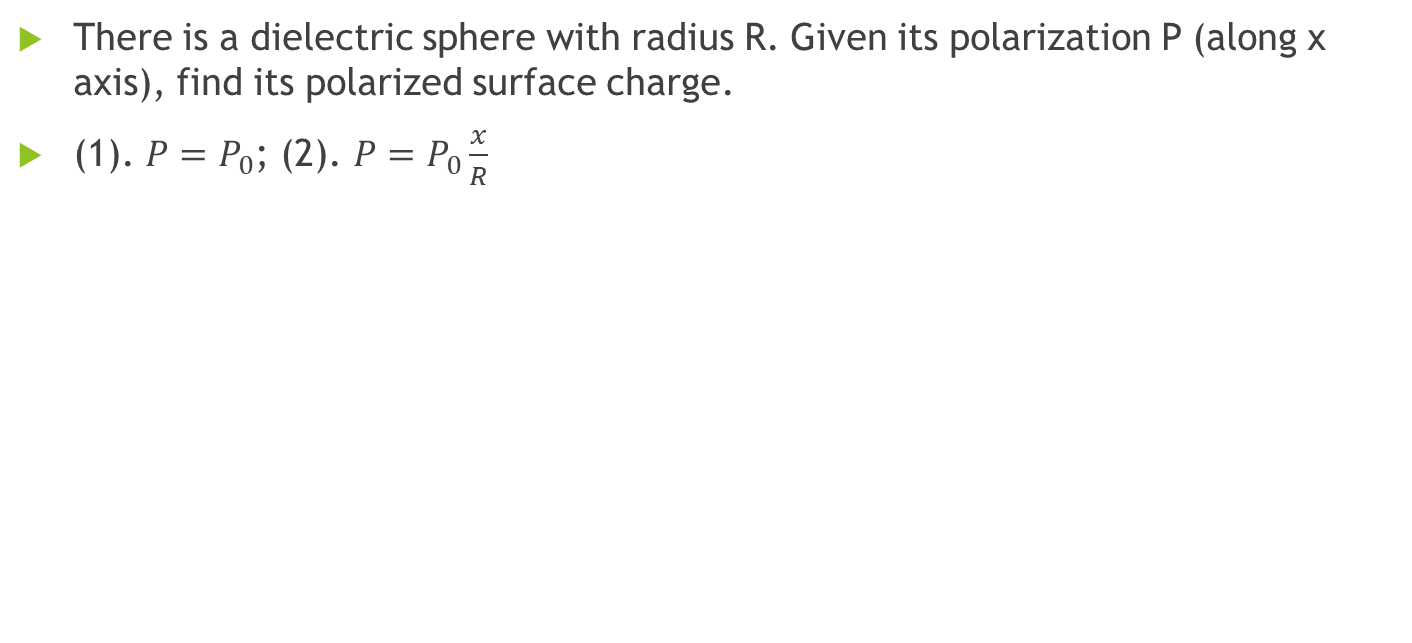 There is a dielectric sphere with radius R. Given its polarization P (along x
axis), find its polarized surface charge.
(1). P = P₀; (2). P = P₀ x/R